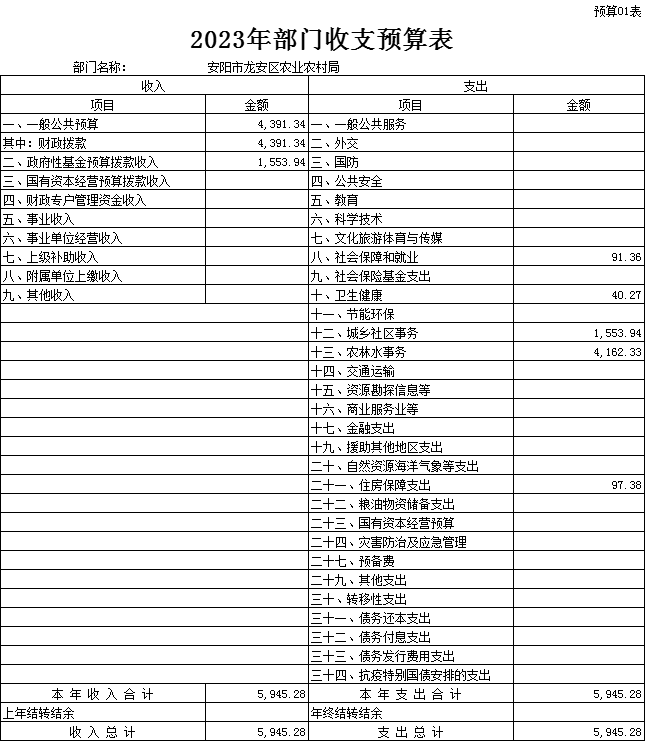 预算01表
2023年部门收支预算表
部门名称： 安阳市龙安区农业农村局
收入 支出
项目 金额 项目 金额
一、一般公共预算 4,391.34 一、一般公共服务
其中：财政拨款 4,391.34 二、外交
二、政府性基金预算拨款收入 1,553.94 三、国防
三、国有资本经营预算拨款收入 四、公共安全
四、财政专户管理资金收入 五、教育
五、事业收入 六、科学技术
六、事业单位经营收入 七、文化旅游体育与传媒
七、上级补助收入 八、社会保障和就业 91.36
八、附属单位上缴收入 九、社会保险基金支出
九、其他收入 十、卫生健康 40.27
十一、节能环保
十二、城乡社区事务 1,553.94
十三、农林水事务 4,162.33
十四、交通运输
十五、资源勘探信息等
十六、商业服务业等
十七、金融支出
十九、援助其他地区支出
二十、自然资源海洋气象等支出
二十一、住房保障支出 97.38
二十二、粮油物资储备支出
二十三、国有资本经营预算
二十四、灾害防治及应急管理
二十七、预备费
二十九、其他支出
三十、转移性支出
三十一、债务还本支出
三十二、债务付息支出
三十三、债务发行费用支出
三十四、抗疫特别国债安排的支出
本年收入合计 5,945.28 本年支出合计 5,945.28
上年结转结余 年终结转结余
收入总计 5,945.28 支出总计 5,945.28